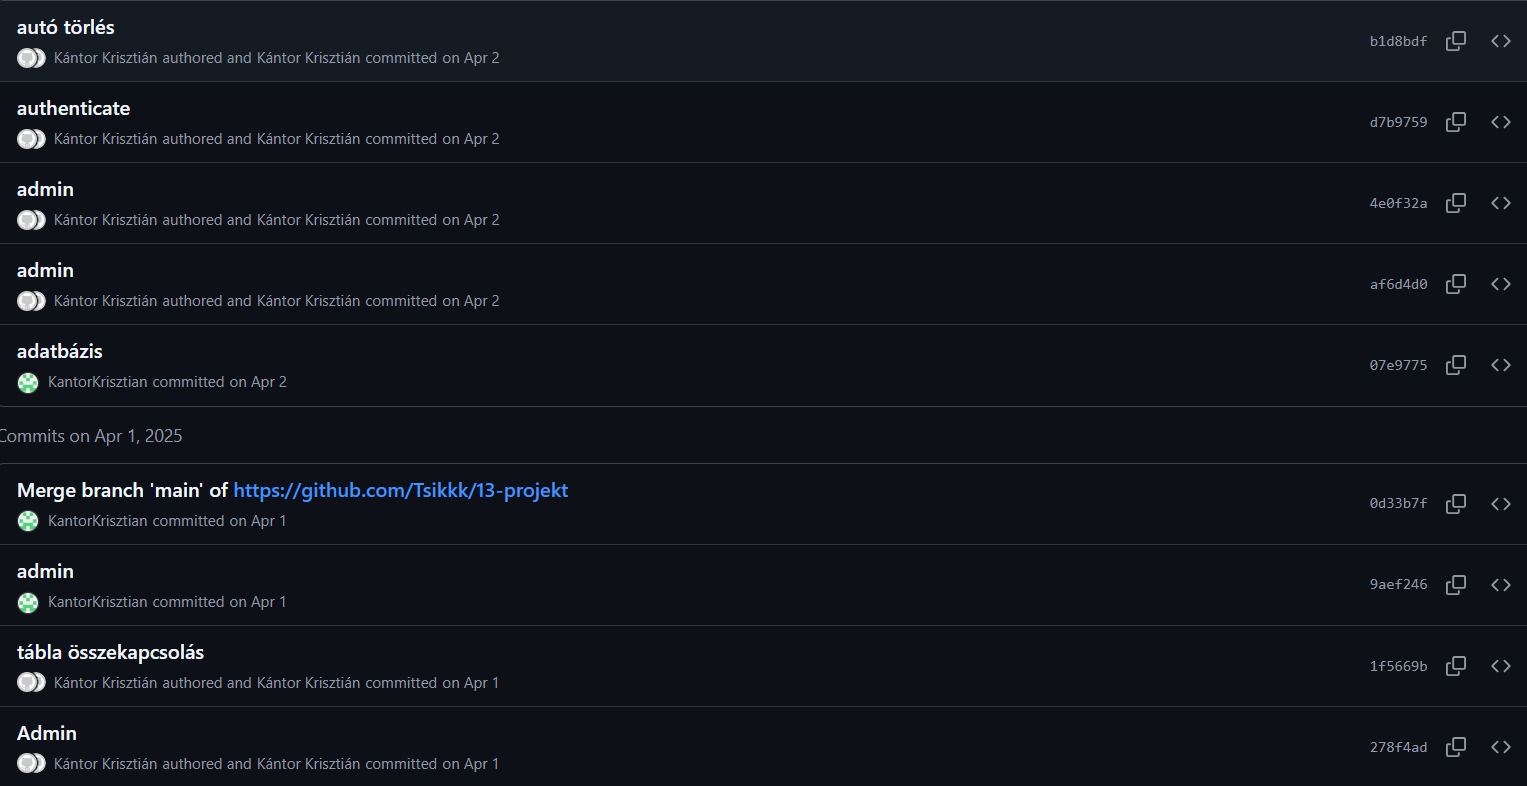 autó törlés
Kántor Krisztián authored and Kántor Krisztián committed on Apr 2
b1d8bdf
authenticate
Kántor Krisztián authored and Kántor Krisztián committed on Apr 2
d7b9759
admin
Kántor Krisztián authored and Kántor Krisztián committed on Apr 2
4e0f32a
admin
Kántor Krisztián authored and Kántor Krisztián committed on Apr 2
af6d4d0
adatbázis
KantorKrisztian committed on Apr 2
07e9775
Commits on Apr 1, 2025
Merge branch 'main' of https://github.com/Tsikkk/13-projekt
KantorKrisztian committed on Apr 1
0d33b7f
admin
KantorKrisztian committed on Apr 1
9aef246
tábla összekapcsolás
Kántor Krisztián authored and Kántor Krisztián committed on Apr 1
1f5669b
Admin
Kántor Krisztián authored and Kántor Krisztián committed on Apr 1
278f4ad